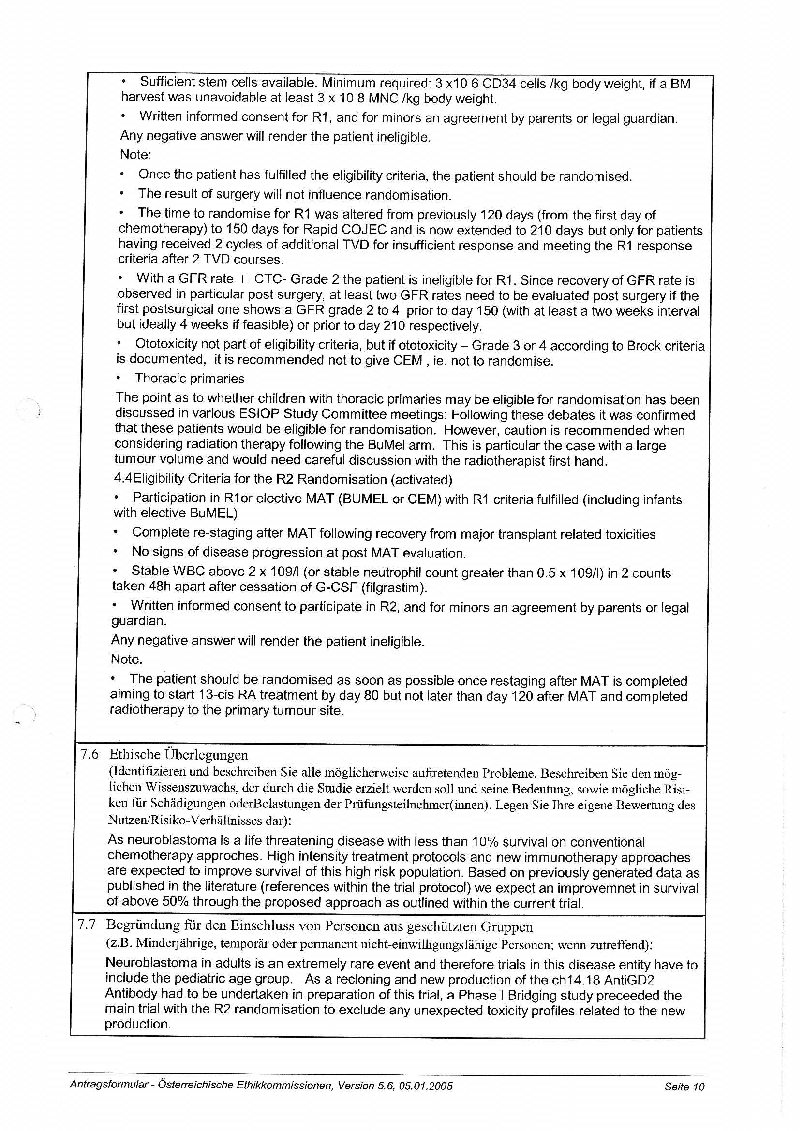 • Sufficient stem cells available. Minimum required: 3 x10 6 CD34 cells /kg body weight, if a BM
harvest was unavoidable at least 3 x 10 8 MNC /kg body weight.
• Written informed consent for R1, and for minors an agreement by parents or legal guardian.
Any negative answer will render the patient ineligible.
Note:
• Once the patient has fulfilled the eligibility criteria, the patient should be randomised.
• The result of surgery will not influence randomisation.
• The time to randomise for R1 was altered from previously 120 days (from the first day of
chemotherapy) to 150 days for Rapid COJEC and is now extended to 210 days but only for patients
having received 2 cycles of additional TVD for insufficient response and meeting the R1 response
criteria after 2 TVD courses.
• With a GFR rate CTC- Grade 2 the patient is ineligible for R1. Since recovery of GFR rate is
observed in particular post surgery, at least two GFR rates need to be evaluated post surgery if the
first postsurgical one shows a GFR grade 2 to 4 prior to day 150 (with at least a two weeks interval
but ideally 4 weeks if feasible) or prior to day 210 respectively.
• Ototoxicity not part of eligibility criteria, but if ototoxicity – Grade 3 or 4 according to Brock criteria
is documented, it is recommended not to give CEM , ie. not to randomise.
• Thoracic primaries
The point as to whether children with thoracic primaries may be eligible for randomisation has been
discussed in various ESIOP Study Committee meetings: Following these debates it was confirmed
that these patients would be eligible for randomisation. However, caution is recommended when
considering radiation therapy following the BuMel arm. This is particular the case with a large
tumour volume and would need careful discussion with the radiotherapist first hand.
4.4Eligibility Criteria for the R2 Randomisation (activated)
• Participation in R1or elective MAT (BUMEL or CEM) with R1 criteria fulfilled (including infants
with elective BuMEL)
• Complete re-staging after MAT following recovery from major transplant related toxicities
• No signs of disease progression at post MAT evaluation.
• Stable WBC above 2 x 109/l (or stable neutrophil count greater than 0.5 x 109/l) in 2 counts
taken 48h apart after cessation of G-CSF (filgrastim).
• Written informed consent to participate in R2, and for minors an agreement by parents or legal
guardian.
Any negative answer will render the patient ineligible.
Note.
• The patient should be randomised as soon as possible once restaging after MAT is completed
aiming to start 13-cis RA treatment by day 80 but not later than day 120 after MAT and completed
radiotherapy to the primary tumour site.
7.6 Ethische Überlegungen
(Identifizieren und beschreiben Sie alle möglicherweise auftretenden Probleme. Beschreiben Sie den mög-
lichen Wissenszuwachs, der durch die Studie erzielt werden soll und seine Bedeutung, sowie mögliche Risi-
ken für Schädigungen oderBelastungen der Prüfungsteilnehmer(innen). Legen Sie Ihre eigene Bewertung des
Nutzen/Risiko-Verhältnisses dar):
As neuroblastoma is a life threatening disease with less than 10% survival on conventional
chemotherapy approches. High intensity treatment protocols and new immunotherapy approaches
are expected to improve survival of this high risk population. Based on previously generated data as
published in the literature (references within the trial protocol) we expect an improvemnet in survival
of above 50% through the proposed approach as outlined within the current trial.
7.7 Begründung für den Einschluss von Personen aus geschützten Gruppen
(z.B. Minderjährige, temporär oder permanent nicht-einwilligungsfähige Personen; wenn zutreffend):
Neuroblastoma in adults is an extremely rare event and therefore trials in this disease entity have to
include the pediatric age group. As a recloning and new production of the ch14.18 AntiGD2
Antibody had to be undertaken in preparation of this trial, a Phase I Bridging study preceeded the
main trial with the R2 randomisation to exclude any unexpected toxicity profiles related to the new
production.
Antragsformular - Österreichische Ethikkommissionen, Version 5.6, 05.01.2005 Seite 10